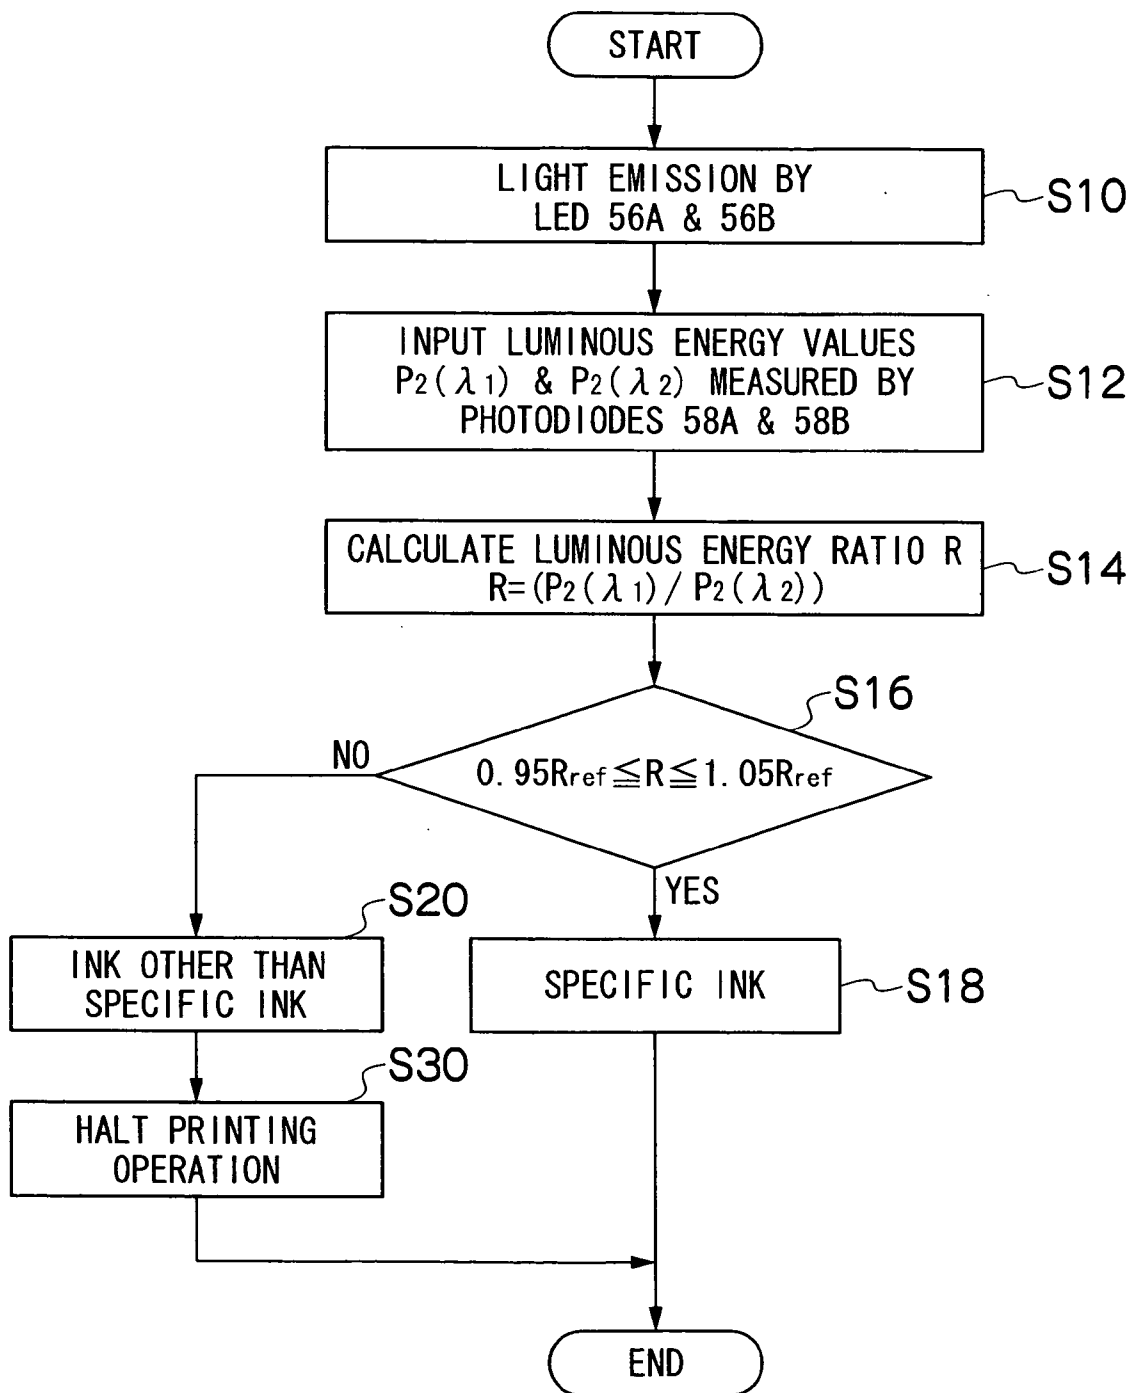 START
LIGHT EMISSION BY
LED 56A & 56B
S10
INPUT LUMINOUS ENERGY VALUES
P2(λ1) & P2(λ2) MEASURED BY
PHOTODIODES 58A & 58B
S12
CALCULATE LUMINOUS ENERGY RATIO R
R=(P2(λ1)/P2(λ2))
S14
S16
NO
0.95Rref≦R≦1.05Rref
YES
S20
INK OTHER THAN
SPECIFIC INK
SPECIFIC INK
S18
S30
HALT PRINTING
OPERATION
END